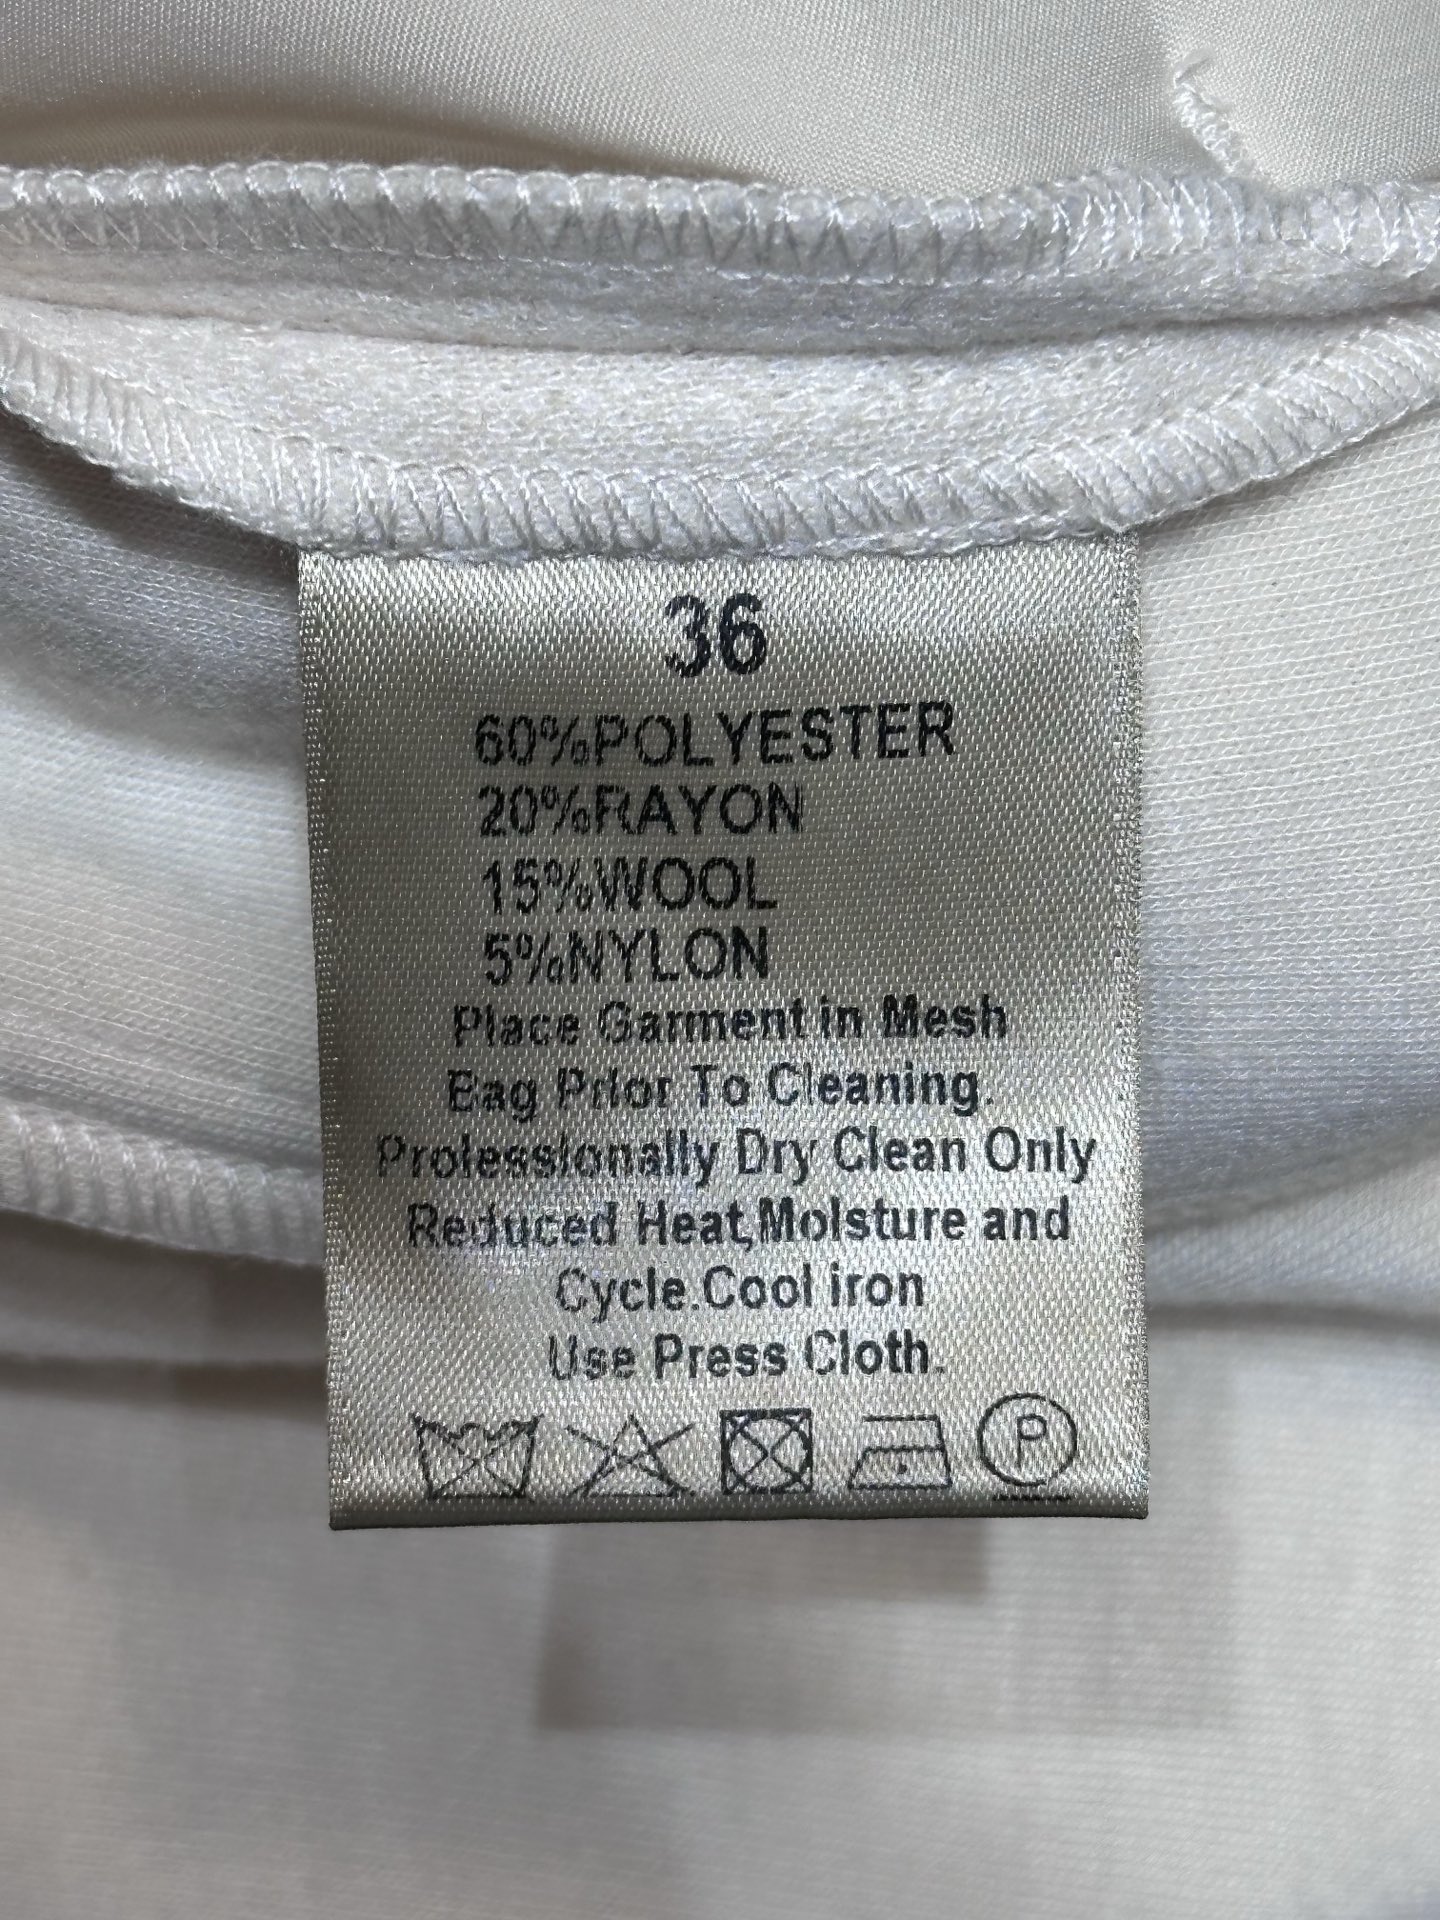 36
60%POLYESTER
20%RAYON
15%WOOL
5%NYLON
Place Garment in Mesh
Bag Prior To Cleaning.
Professionally Dry Clean Only
Reduced Heat,Moisture and
Cycle.Cool iron
Use Press Cloth.
P